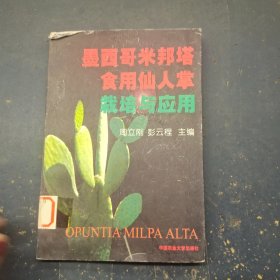 墨西哥米邦塔
食用仙人掌
栽培与应用
周立刚 彭云程 主编
OPUNTIA MILPA ALTA
中国农业大学出版社